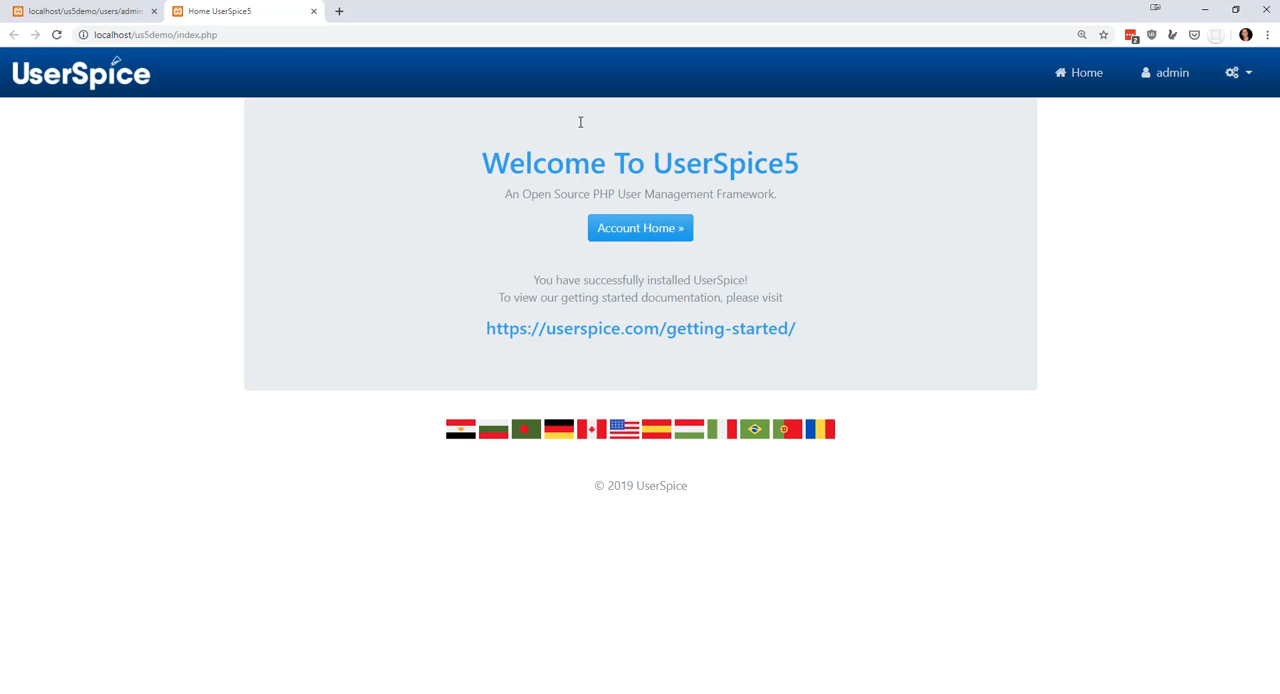 localhost/us5demo/users/admin
Home UserSpice5
localhost/us5demo/index.php
2
UserSpice
Home
admin
Welcome To UserSpice5
An Open Source PHP User Management Framework.
Account Home »
You have successfully installed UserSpice!
To view our getting started documentation, please visit
https://userspice.com/getting-started/
© 2019 UserSpice